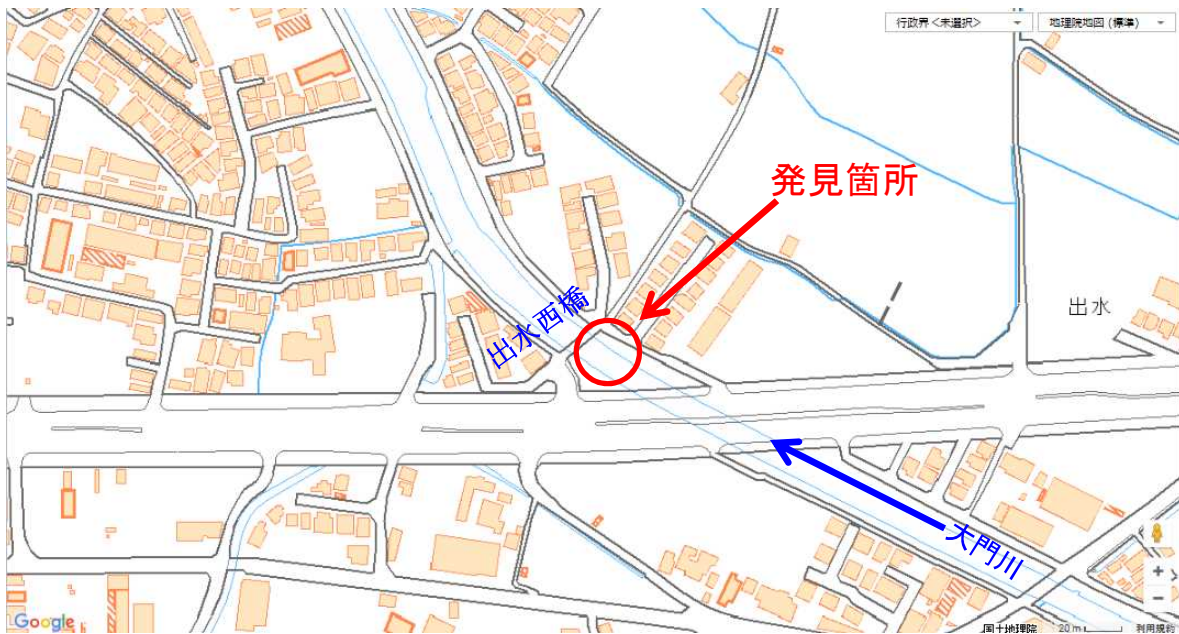 行政界 <未選択>
地理院地図 (標準)
発見箇所
出水西橋
出水
大門川
Google
+
−
国土地理院
20 m
利用規約